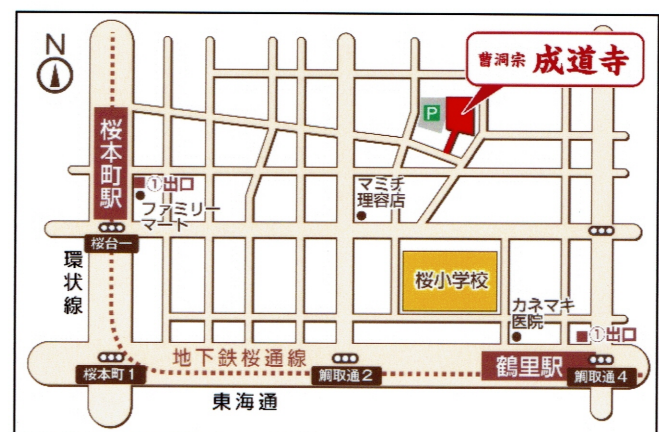 N
曹洞宗 成道寺
P
桜本町駅
①出口
ファミリー
マート
マミチ
理容店
桜台一
環状線
桜小学校
カネマキ
医院
①出口
地下鉄桜通線
鶴里駅
桜本町1
鯛取通2
鯛取通4
東海通